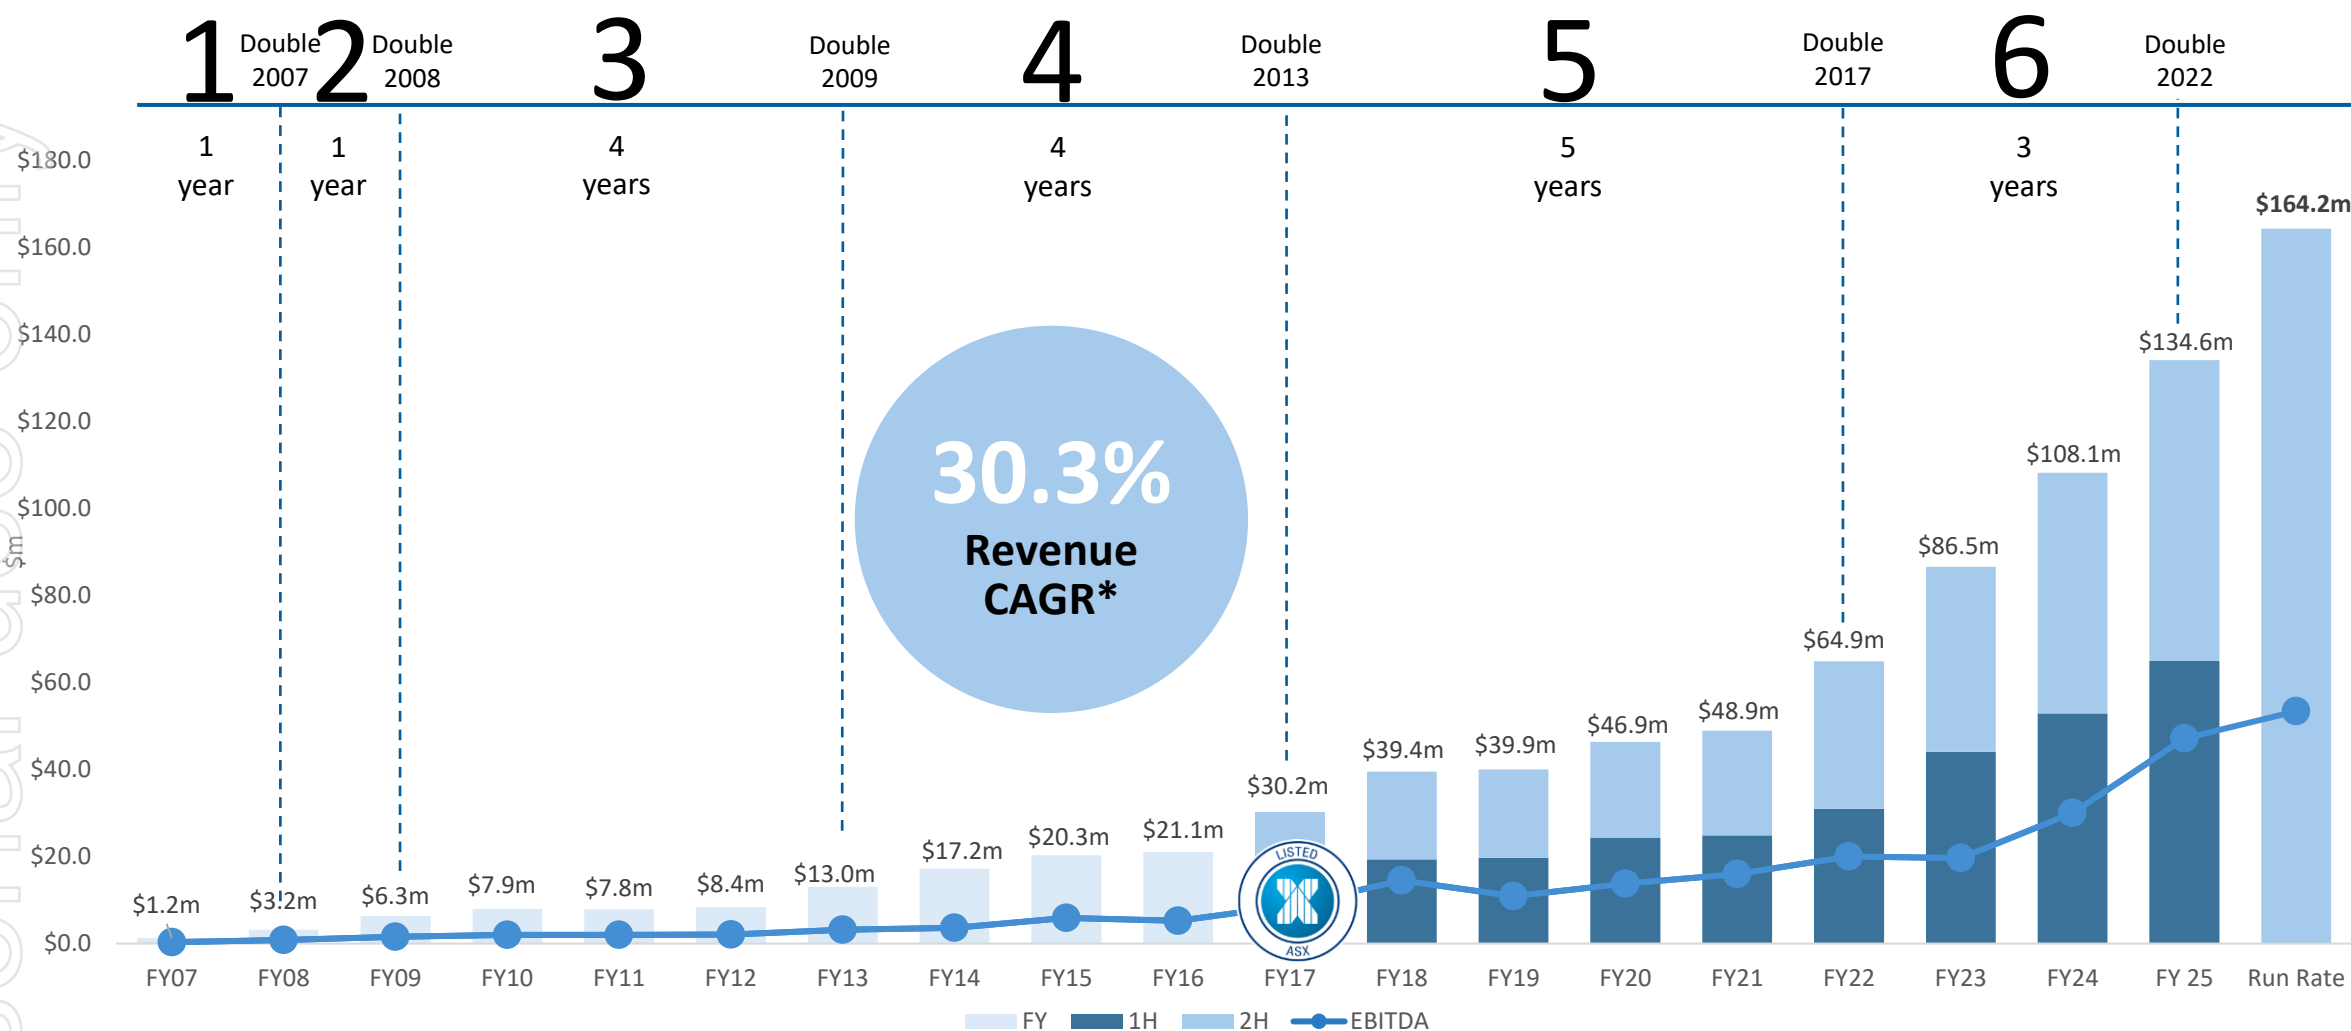 1
Double
2007
2
Double
2008
3
Double
2009
4
Double
2013
5
Double
2017
6
Double
2022
1
year
1
year
4
years
4
years
5
years
3
years
$180.0
$160.0
$140.0
$120.0
$100.0
$80.0
$60.0
$40.0
$20.0
$0.0
$m
30.3%
Revenue
CAGR*
$1.2m
$3.2m
$6.3m
$7.9m
$7.8m
$8.4m
$13.0m
$17.2m
$20.3m
$21.1m
$30.2m
$39.4m
$39.9m
$46.9m
$48.9m
$64.9m
$86.5m
$108.1m
$134.6m
$164.2m
LISTED
ASX
FY07 FY08 FY09 FY10 FY11 FY12 FY13 FY14 FY15 FY16 FY17 FY18 FY19 FY20 FY21 FY22 FY23 FY24 FY 25 Run Rate
FY 1H 2H EBITDA